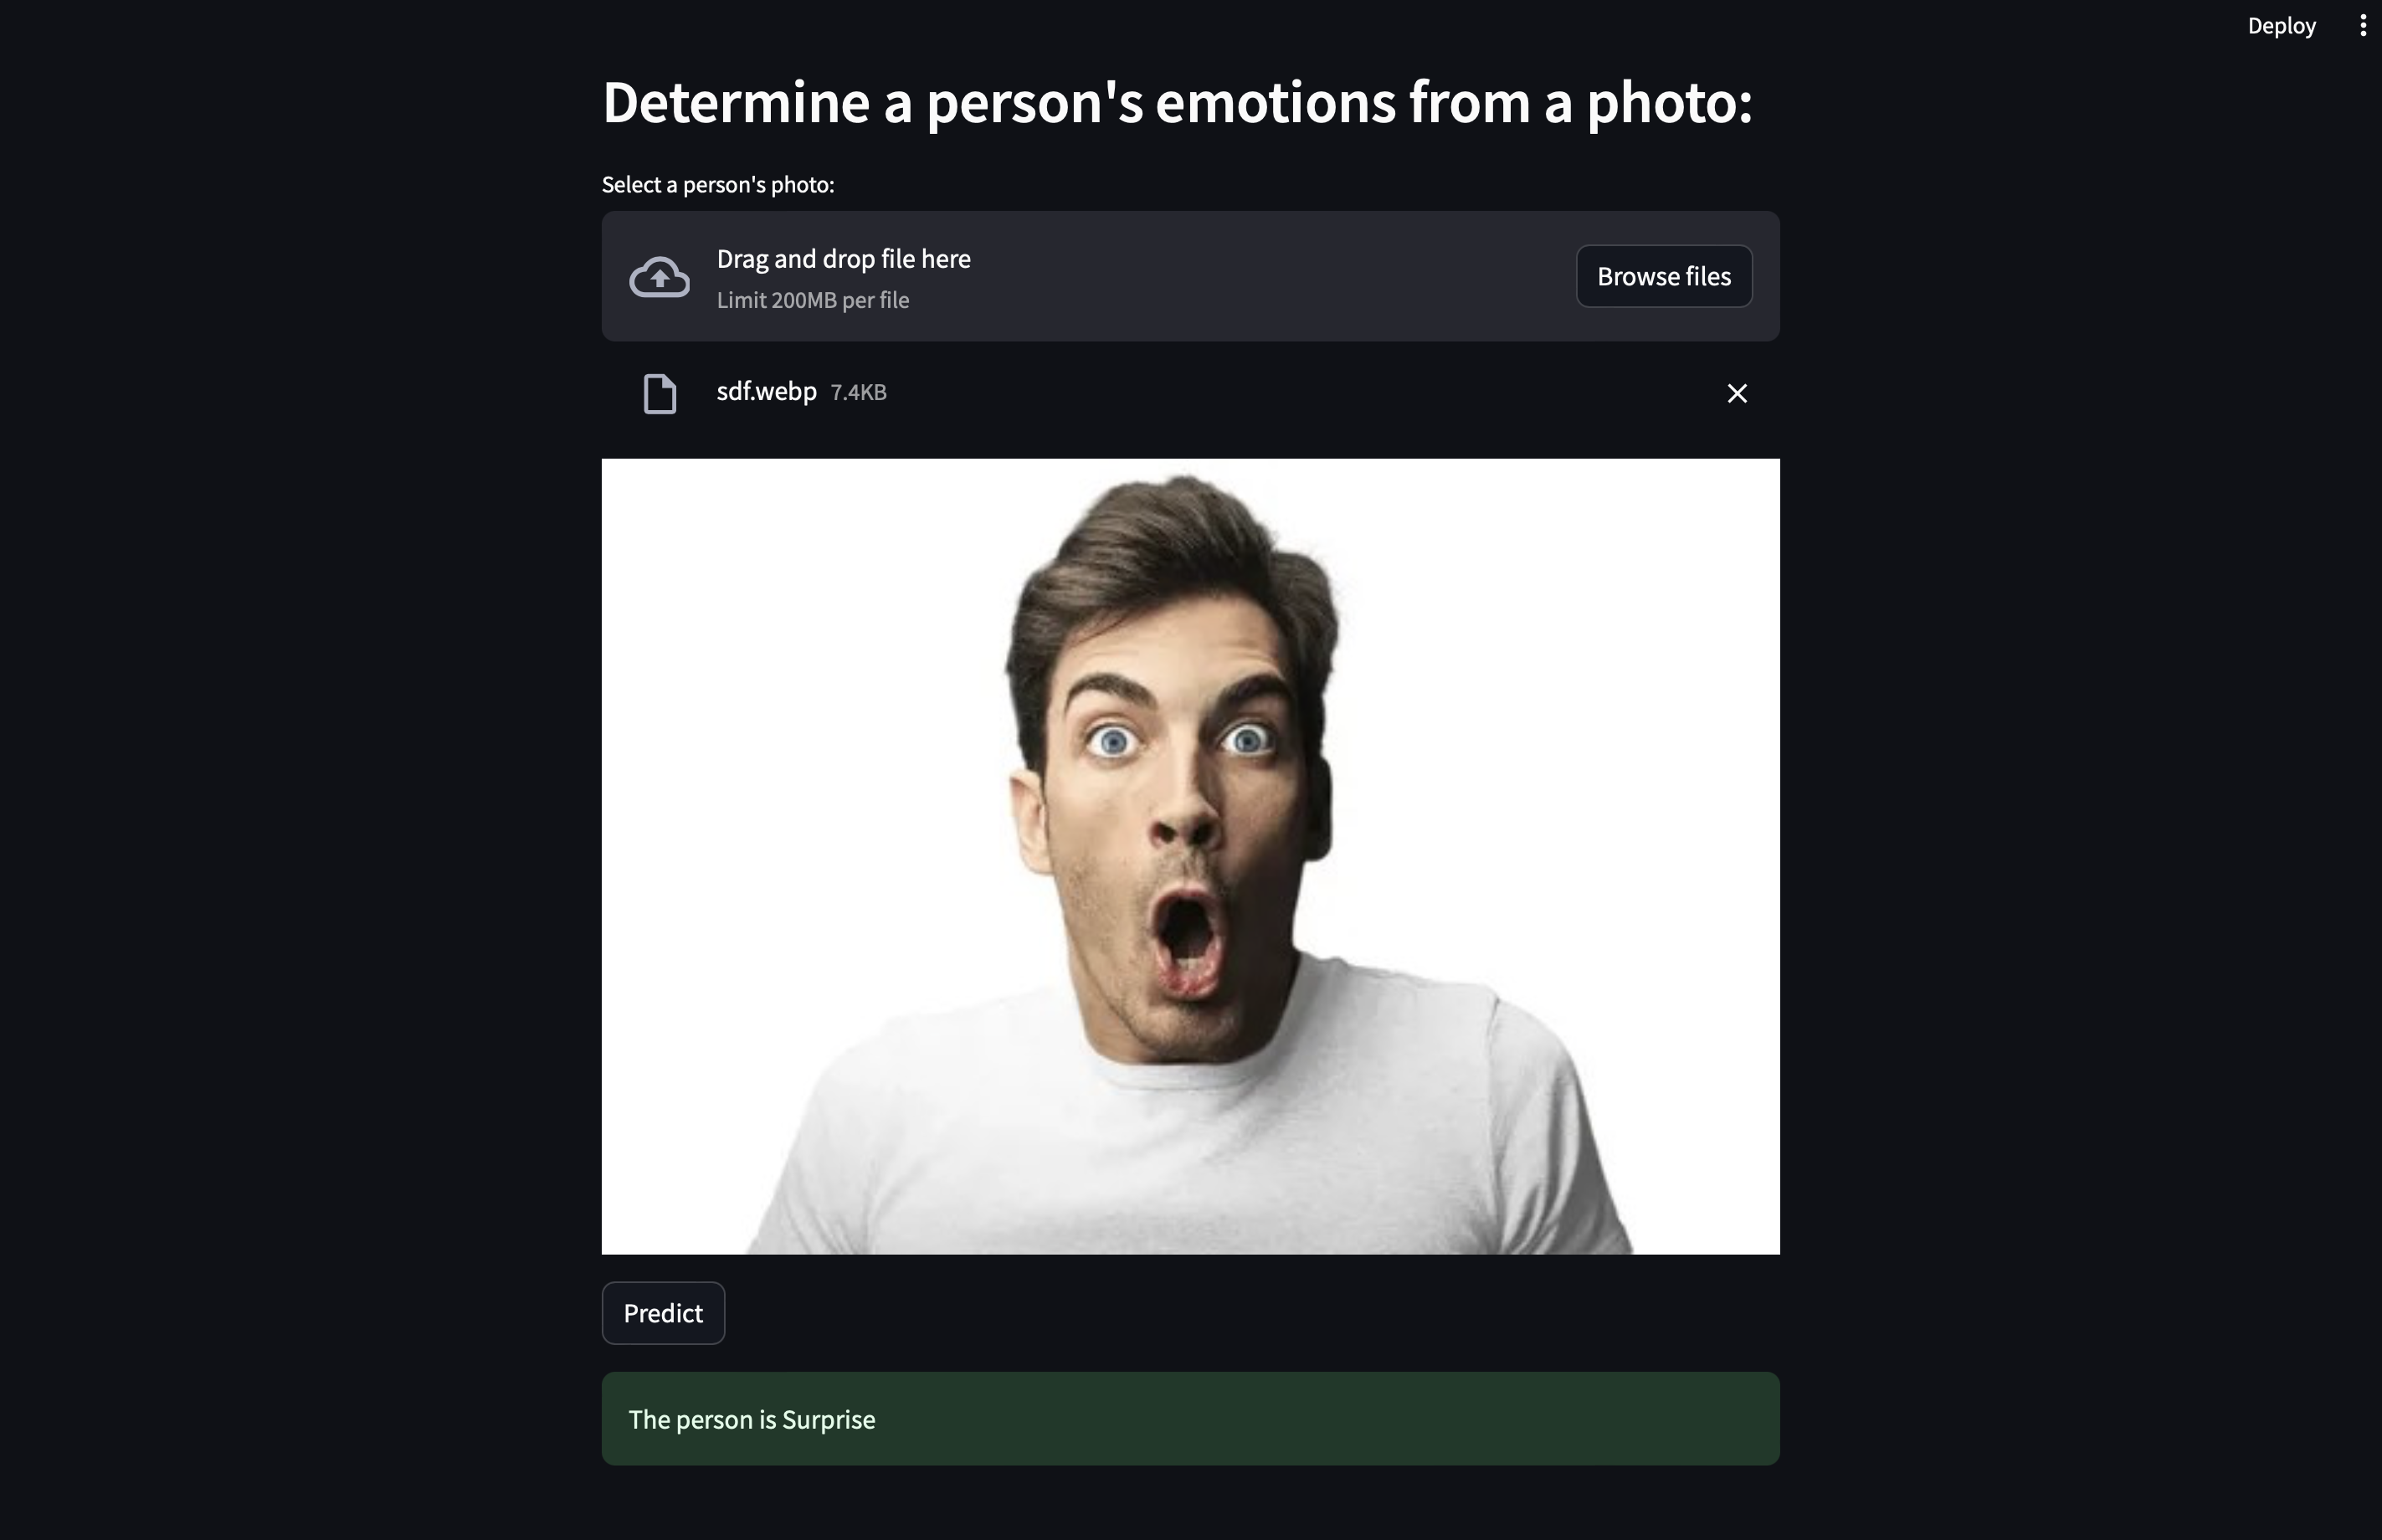 Deploy
Determine a person's emotions from a photo:
Select a person's photo:
Drag and drop file here
Limit 200MB per file
Browse files
sdf.webp 7.4KB
Predict
The person is Surprise